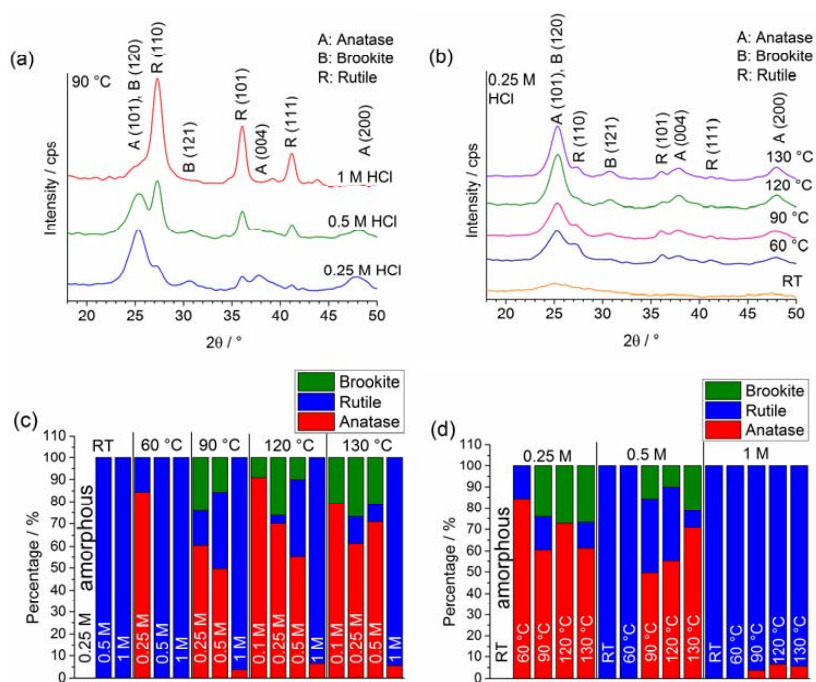 (a)
90 °C
A (101), B (120)
R (110)
B (121)
R (101)
A (004)
R (111)
A (200)
A: Anatase
B: Brookite
R: Rutile
1 M HCl
0.5 M HCl
0.25 M HCl
Intensity / cps
20 25 30 35 40 45 50
2θ / °
(b)
0.25 M
HCl
A (101), B (120)
R (110)
B (121)
R (101)
A (004)
R (111)
A (200)
A: Anatase
B: Brookite
R: Rutile
130 °C
120 °C
90 °C
60 °C
RT
Intensity / cps
20 25 30 35 40 45 50
2θ / °
(c)
Brookite
Rutile
Anatase
RT 60 °C 90 °C 120 °C 130 °C
110
100
90
80
70
60
50
40
30
20
10
0
Percentage / %
amorphous
0.25 M 0.5 M 1 M 0.25 M 0.5 M 1 M 0.25 M 0.5 M 1 M 0.1 M 0.25 M 0.5 M 1 M 0.1 M 0.25 M 0.5 M 1 M
(d)
Brookite
Rutile
Anatase
0.25 M 0.5 M 1 M
110
100
90
80
70
60
50
40
30
20
10
0
Percentage / %
amorphous
RT 60 °C 90 °C 120 °C 130 °C RT 60 °C 90 °C 120 °C 130 °C RT 60 °C 90 °C 120 °C 130 °C